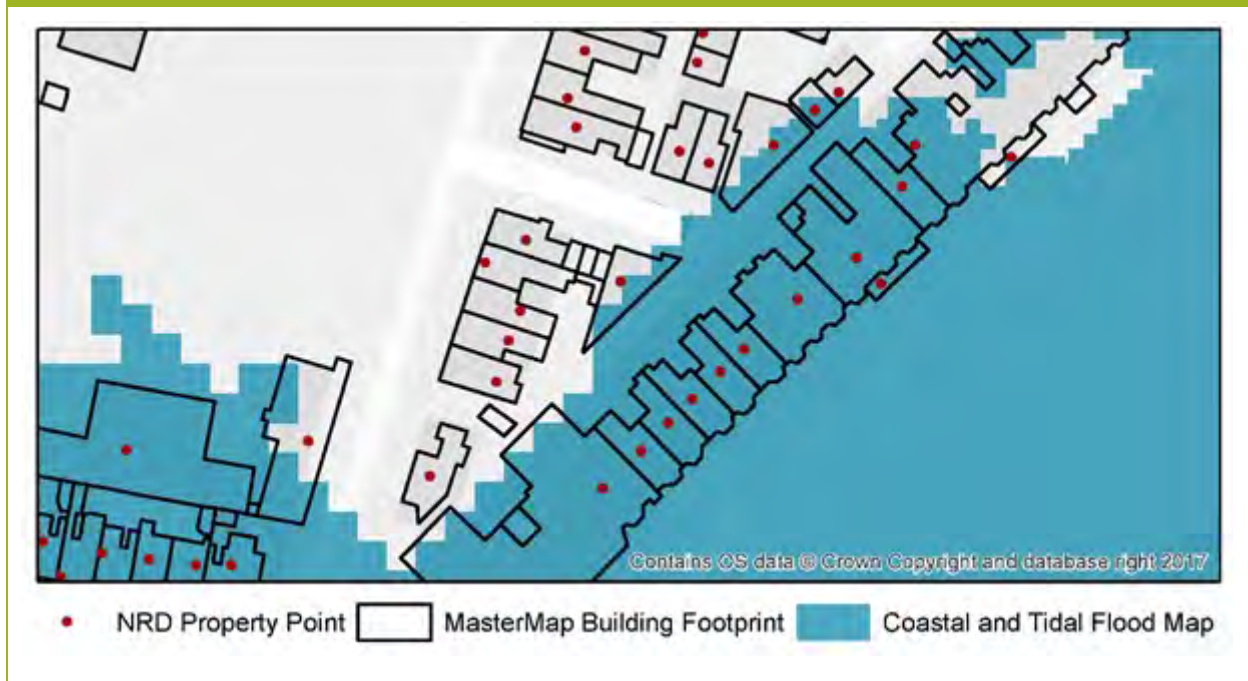 Contains OS data © Crown Copyright and database right 2017
NRD Property Point MasterMap Building Footprint Coastal and Tidal Flood Map